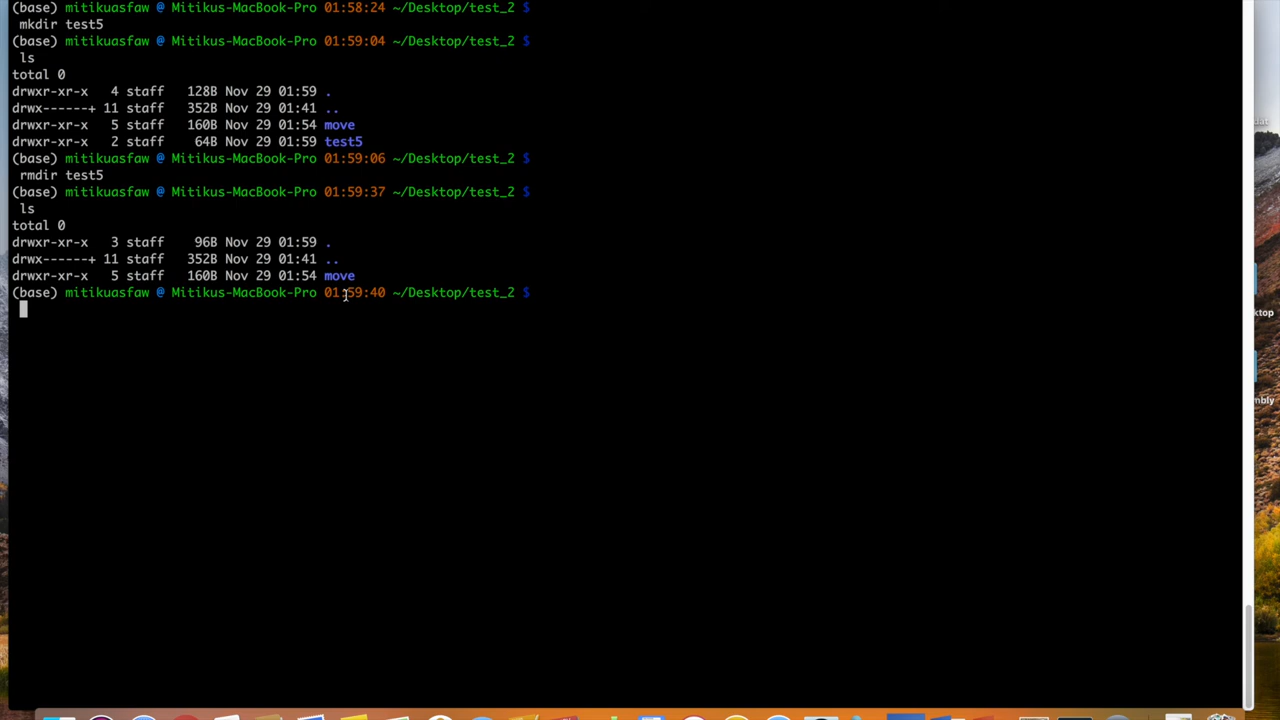 (base) mitikuasfaw @ Mitikus-MacBook-Pro 01:58:24 ~/Desktop/test_2 $
mkdir test5
(base) mitikuasfaw @ Mitikus-MacBook-Pro 01:59:04 ~/Desktop/test_2 $
ls
total 0
drwxr-xr-x 4 staff 128B Nov 29 01:59 .
drwx------+ 11 staff 352B Nov 29 01:41 ..
drwxr-xr-x 5 staff 160B Nov 29 01:54 move
drwxr-xr-x 2 staff 64B Nov 29 01:59 test5
(base) mitikuasfaw @ Mitikus-MacBook-Pro 01:59:06 ~/Desktop/test_2 $
rmdir test5
(base) mitikuasfaw @ Mitikus-MacBook-Pro 01:59:37 ~/Desktop/test_2 $
ls
total 0
drwxr-xr-x 3 staff 96B Nov 29 01:59 .
drwx------+ 11 staff 352B Nov 29 01:41 ..
drwxr-xr-x 5 staff 160B Nov 29 01:54 move
(base) mitikuasfaw @ Mitikus-MacBook-Pro 01:59:40 ~/Desktop/test_2 $
ktop
mbly